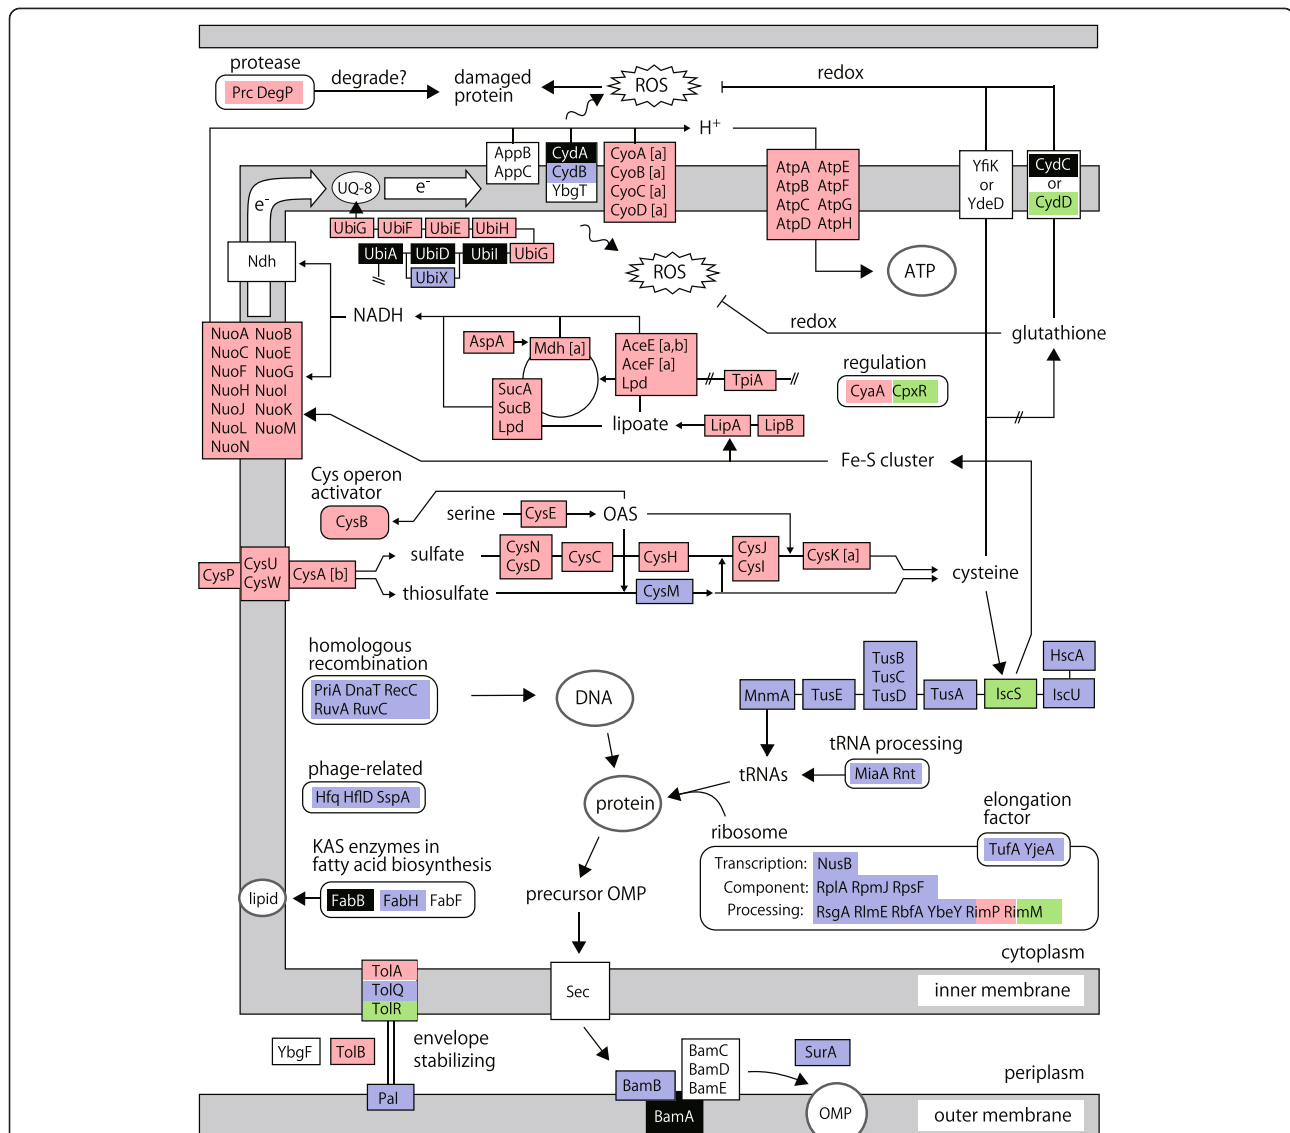 protease
Prc DegP
degrade?
damaged
protein
ROS
redox
H+
AppB
AppC
CydA
CydB
YbgT
CyoA [a]
CyoB [a]
CyoC [a]
CyoD [a]
AtpA AtpE
AtpB AtpF
AtpC AtpG
AtpD AtpH
YfiK
or
YdeD
CydC
or
CydD
e-
UQ-8
e-
UbiG UbiF UbiE UbiH
UbiA UbiD UbiI UbiG
UbiX
Ndh
ROS
ATP
NADH
redox
glutathione
NuoA NuoB
NuoC NuoE
NuoF NuoG
NuoH NuoI
NuoJ NuoK
NuoL NuoM
NuoN
AspA
Mdh [a]
AceE [a,b]
AceF [a]
Lpd
TpiA
SucA
SucB
Lpd
lipoate
LipA LipB
regulation
CyaA CpxR
Fe-S cluster
Cys operon
activator
CysB
serine
CysE
OAS
sulfate
CysN
CysD
CysC
CysH
CysJ
CysI
CysK [a]
CysP
CysU
CysW
CysA [b]
thiosulfate
CysM
cysteine
homologous
recombination
PriA DnaT RecC
RuvA RuvC
DNA
MnmA
TusE
TusB
TusC
TusD
TusA
IscS
HscA
IscU
phage-related
Hfq HflD SspA
protein
tRNAs
tRNA processing
MiaA Rnt
elongation
factor
TufA YjeA
ribosome
Transcription: NusB
Component: RplA RpmJ RpsF
Processing: RsgA RlmE RbfA YbeY RimP RimM
KAS enzymes in
fatty acid biosynthesis
lipid
FabB FabH FabF
precursor OMP
cytoplasm
TolA
TolQ
TolR
Sec
inner membrane
YbgF
TolB
envelope
stabilizing
Pal
BamB
BamC
BamD
BamE
BamA
SurA
OMP
periplasm
outer membrane